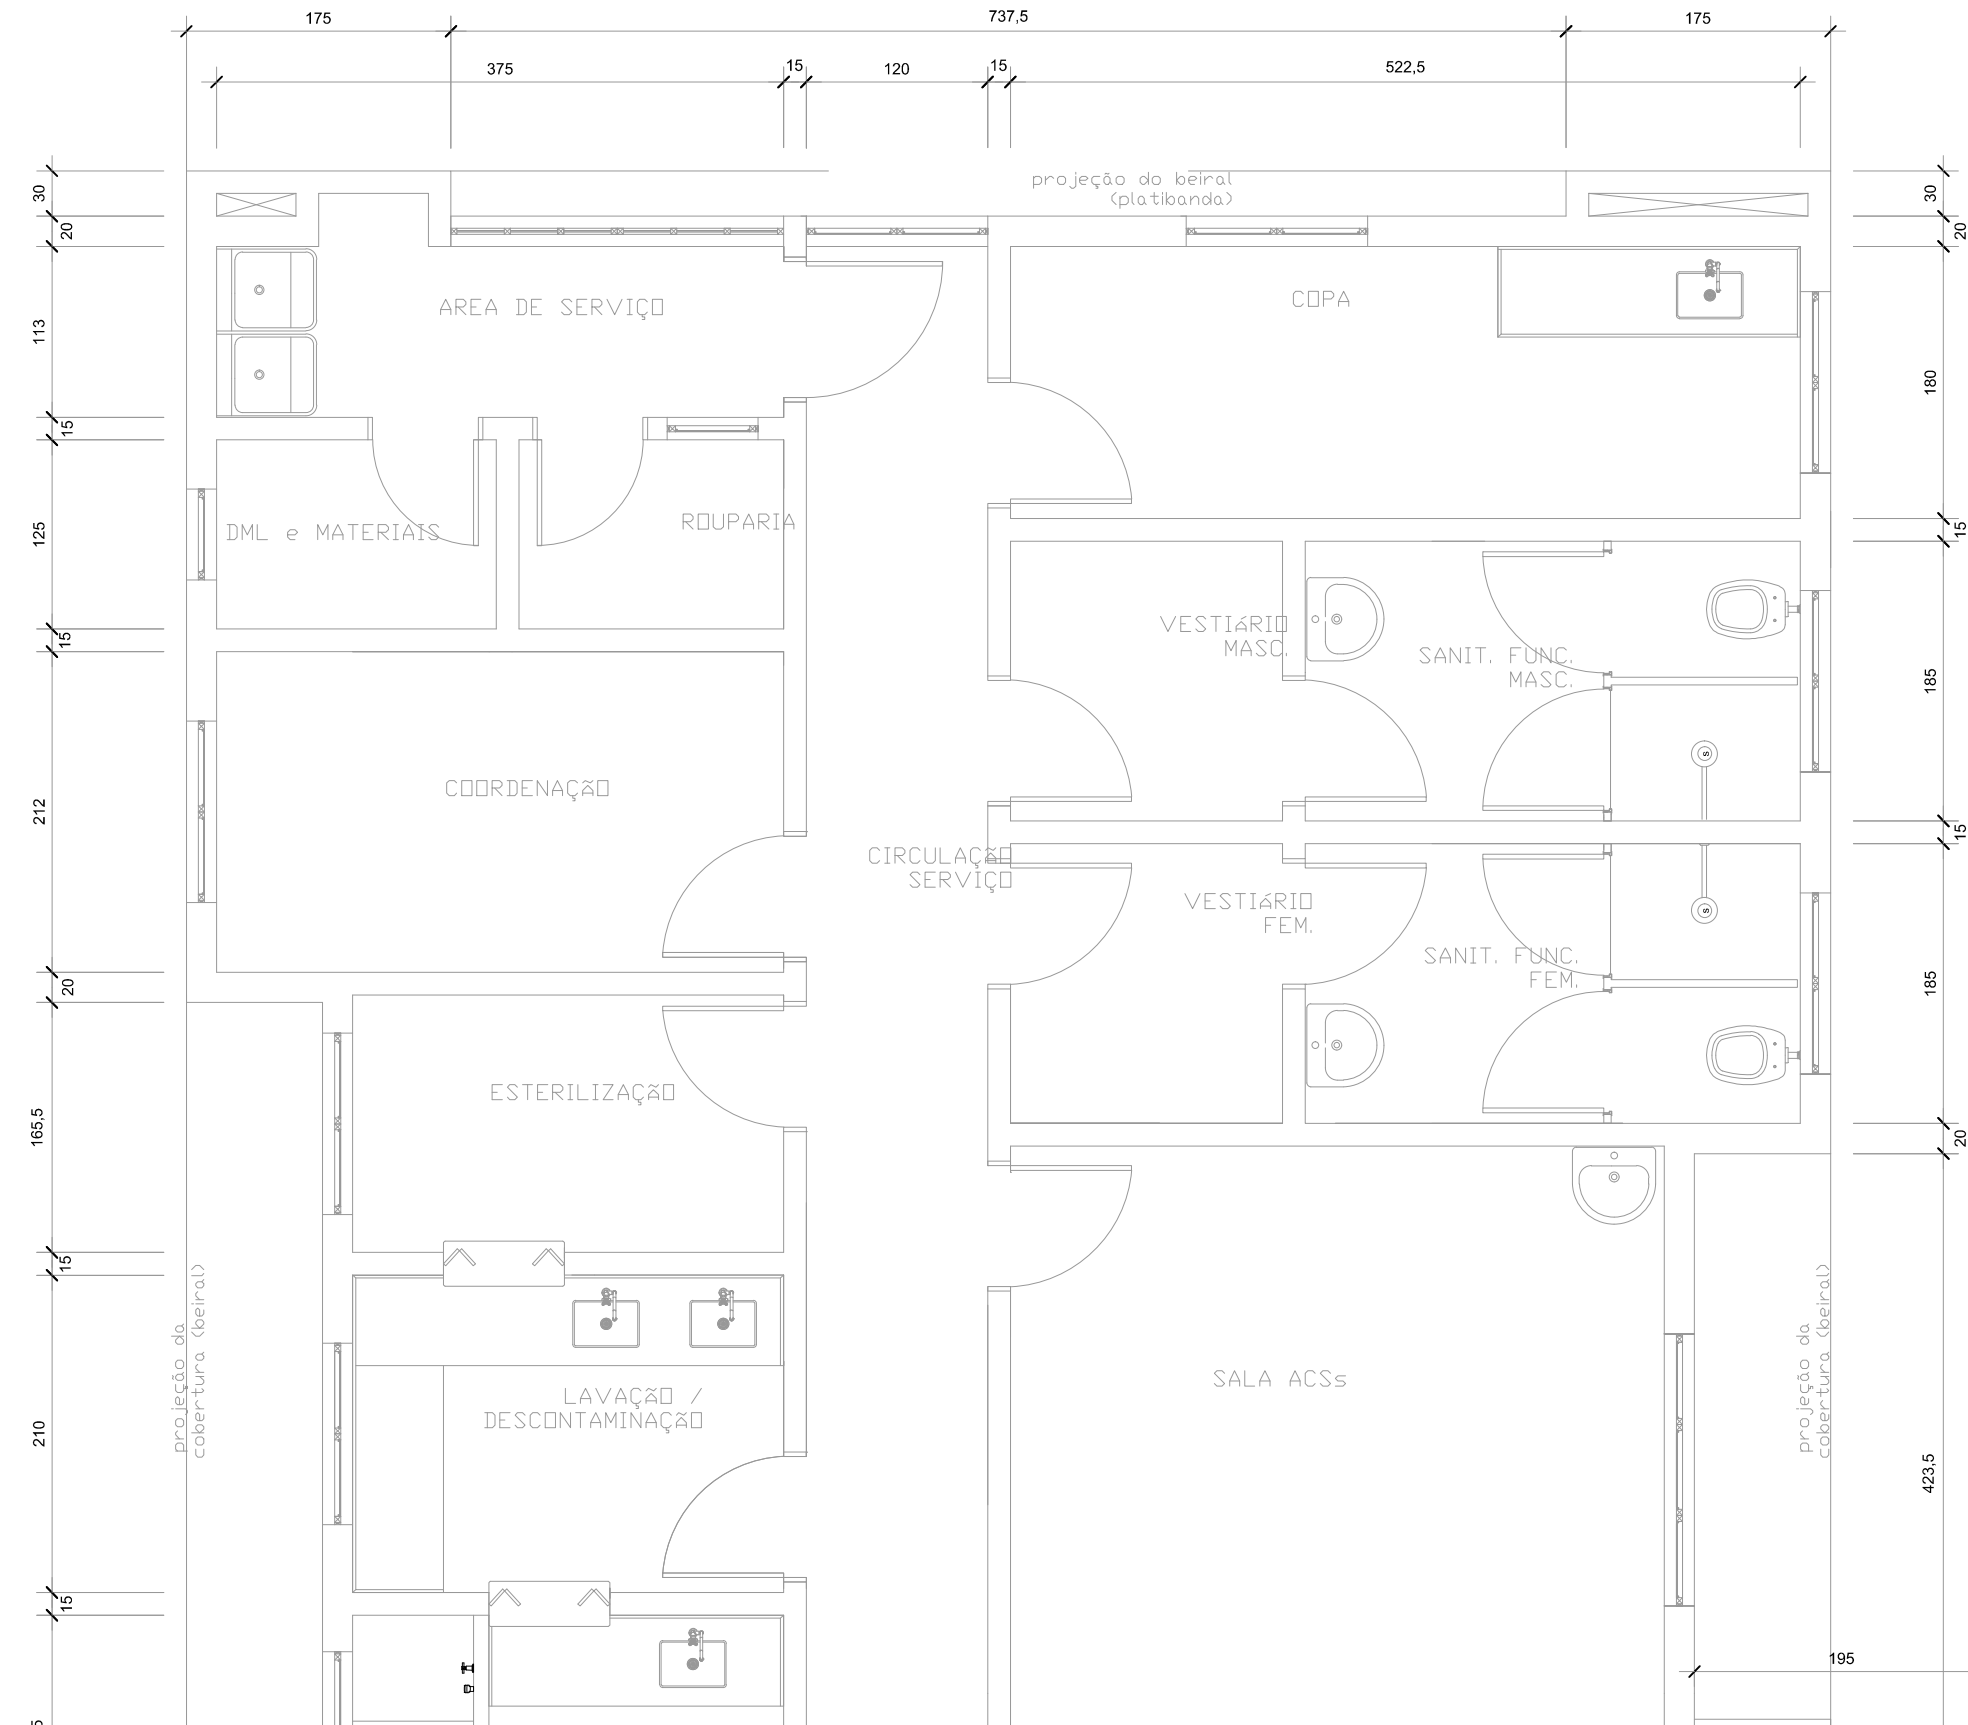 175
737,5
175
375
15
120
15
522,5
projeção do beiral
(platibanda)
30
20
30
20
AREA DE SERVIÇO
COPA
113
15
180
DML e MATERIAIS
ROUPARIA
125
15
15
VESTIáRIO
MASC.
SANIT. FUNC.
MASC.
185
S
COORDENAÇÃO
212
15
CIRCULAÇÃO
SERVIÇO
VESTIáRIO
FEM.
S
SANIT. FUNC.
FEM.
20
185
ESTERILIZAÇÃO
165,5
20
15
projeção da
cobertura (beiral)
LAVAÇÃO /
DESCONTAMINAÇÃO
SALA ACSs
projeção da
cobertura (beiral)
210
423,5
15
195